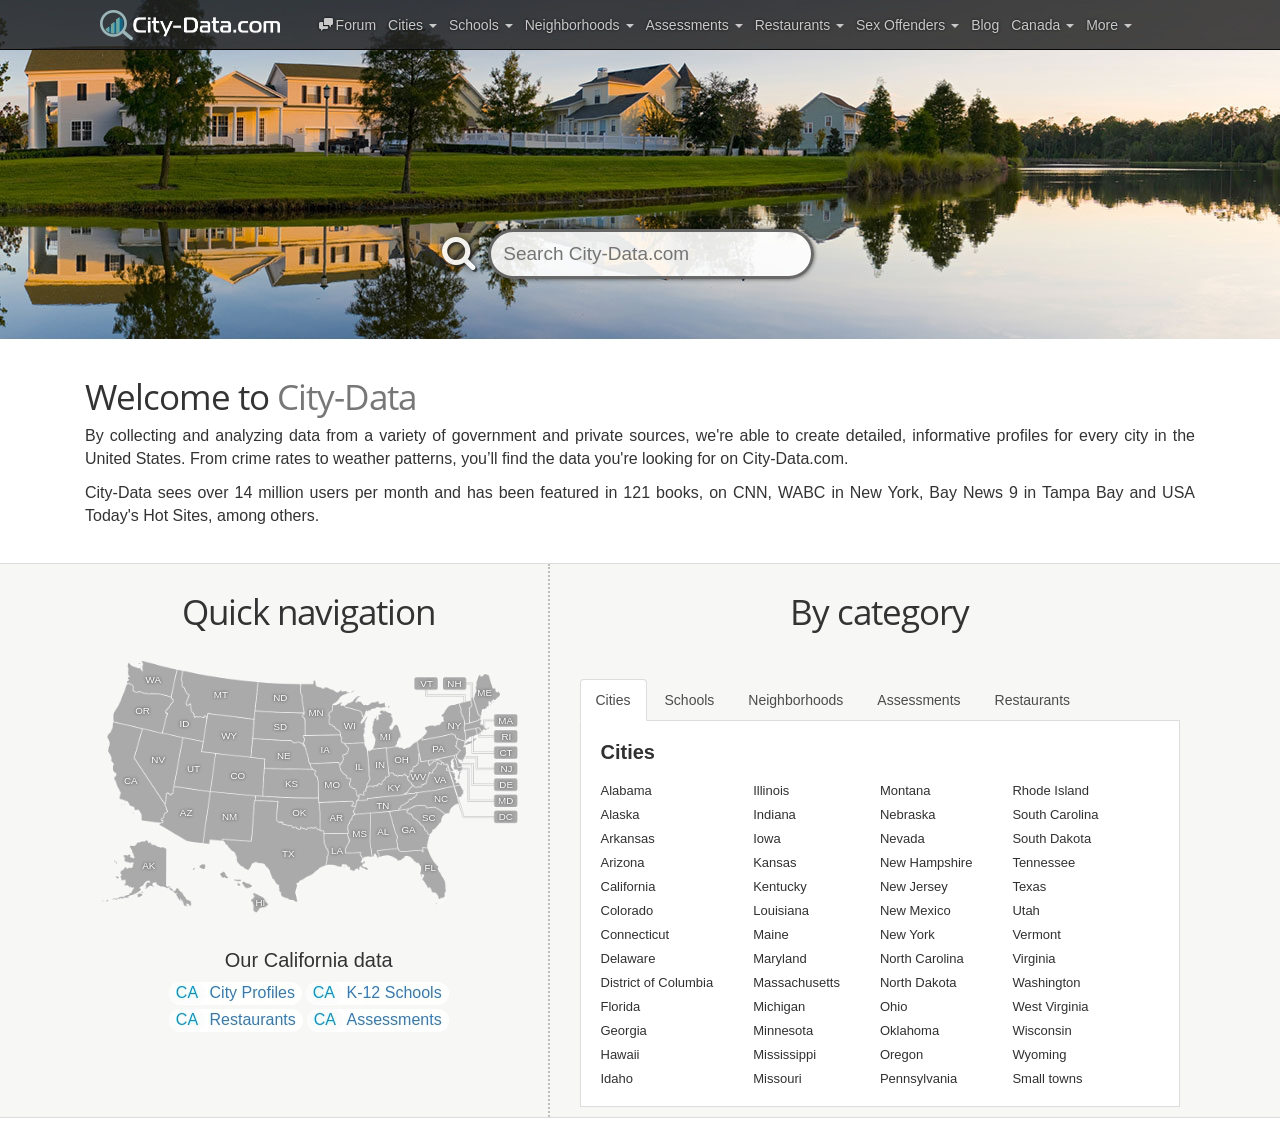 City-Data.com
Forum Cities Schools Neighborhoods Assessments Restaurants Sex Offenders Blog Canada More
Search City-Data.com
Welcome to City-Data
By collecting and analyzing data from a variety of government and private sources, we're able to create detailed, informative profiles for every city in the
United States. From crime rates to weather patterns, you’ll find the data you're looking for on City-Data.com.
City-Data sees over 14 million users per month and has been featured in 121 books, on CNN, WABC in New York, Bay News 9 in Tampa Bay and USA
Today's Hot Sites, among others.
Quick navigation
WA MT ND VT NH ME
OR ID SD MN WI MI NY MA
WY RI
NV NE IA PA CT
UT CO IL IN OH NJ
CA KS MO KY WV VA DE
AZ NM OK TN NC MD
AR SC DC
MS AL GA
TX LA
AK FL
HI
Our California data
CA City Profiles CA K-12 Schools
CA Restaurants CA Assessments
By category
Cities Schools Neighborhoods Assessments Restaurants
Cities
Alabama Illinois Montana Rhode Island
Alaska Indiana Nebraska South Carolina
Arkansas Iowa Nevada South Dakota
Arizona Kansas New Hampshire Tennessee
California Kentucky New Jersey Texas
Colorado Louisiana New Mexico Utah
Connecticut Maine New York Vermont
Delaware Maryland North Carolina Virginia
District of Columbia Massachusetts North Dakota Washington
Florida Michigan Ohio West Virginia
Georgia Minnesota Oklahoma Wisconsin
Hawaii Mississippi Oregon Wyoming
Idaho Missouri Pennsylvania Small towns